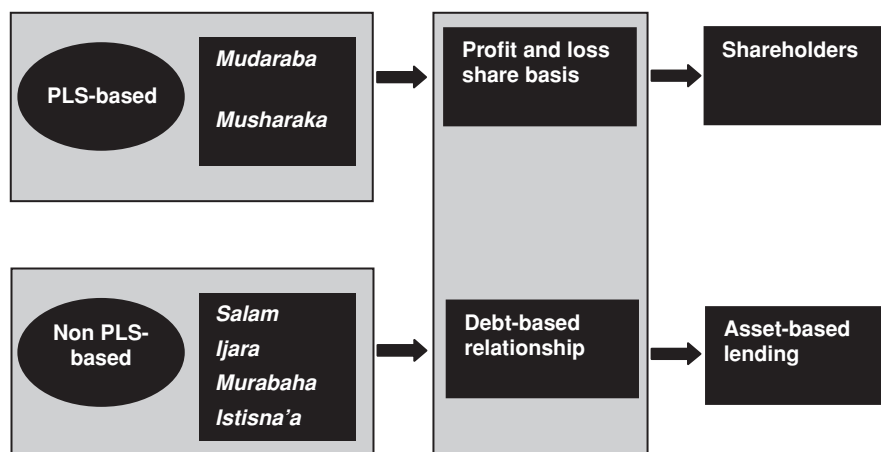 PLS-based
Mudaraba
Musharaka
Profit and loss
share basis
Shareholders
Non PLS-
based
Salam
Ijara
Murabaha
Istisna’a
Debt-based
relationship
Asset-based
lending